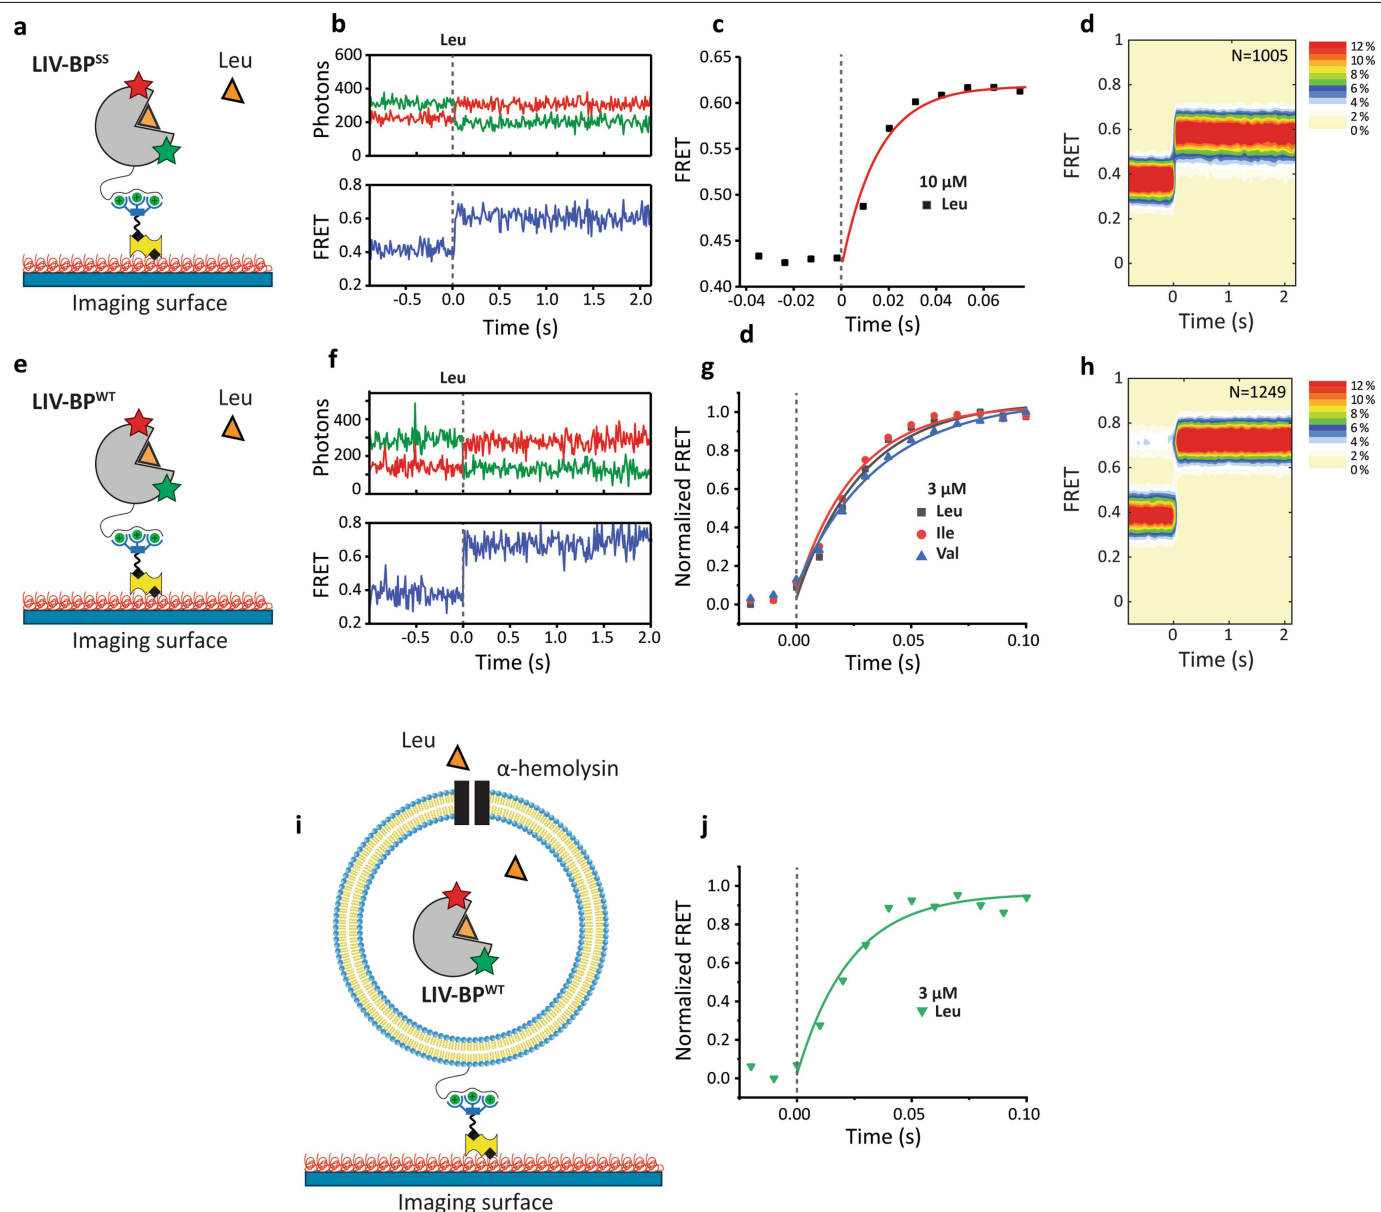 a
LIV-BPSS
Leu
Imaging surface
b
Leu
Photons
600
400
200
0
FRET
0.8
0.6
0.4
0.2
-0.5
0.0
0.5
1.0
1.5
2.0
Time (s)
c
FRET
0.65
0.60
0.55
0.50
0.45
0.40
10 µM
Leu
-0.04
-0.02
0
0.02
0.04
0.06
Time (s)
d
d
N=1005
FRET
1
0.8
0.6
0.4
0.2
0
0
1
2
Time (s)
12 %
10 %
8 %
6 %
4 %
2 %
0 %
e
LIV-BPWT
Leu
Imaging surface
f
Leu
Photons
400
200
0
FRET
0.8
0.6
0.4
0.2
-0.5
0.0
0.5
1.0
1.5
2.0
Time (s)
g
Normalized FRET
1.0
0.8
0.6
0.4
0.2
0.0
3 µM
Leu
Ile
Val
0.00
0.05
0.10
Time (s)
h
N=1249
FRET
1
0.8
0.6
0.4
0.2
0
0
1
2
Time (s)
12 %
10 %
8 %
6 %
4 %
2 %
0 %
i
Leu
α-hemolysin
LIV-BPWT
Imaging surface
j
Normalized FRET
1.0
0.8
0.6
0.4
0.2
0.0
3 µM
Leu
0.00
0.05
0.10
Time (s)